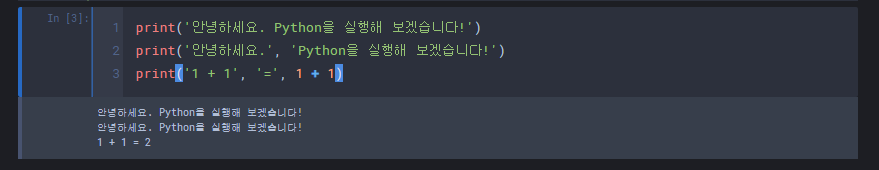 In [3]:
1 print('안녕하세요. Python을 실행해 보겠습니다!')
2 print('안녕하세요.', 'Python을 실행해 보겠습니다!')
3 print('1 + 1', '=', 1 + 1)
안녕하세요. Python을 실행해 보겠습니다!
안녕하세요. Python을 실행해 보겠습니다!
1 + 1 = 2